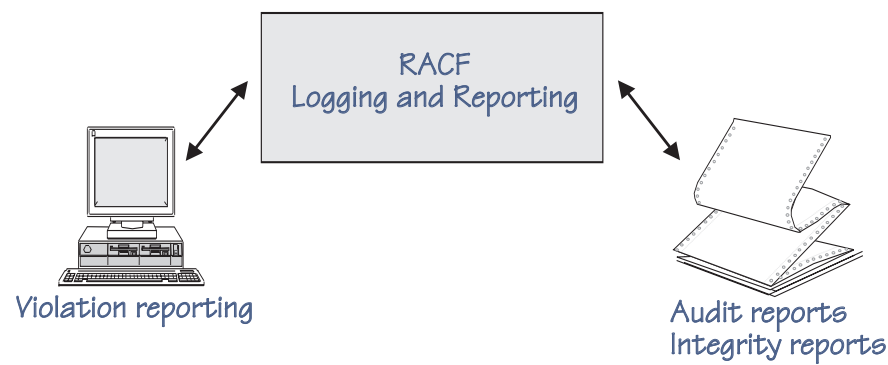 RACF
Logging and Reporting
Violation reporting
Audit reports
Integrity reports